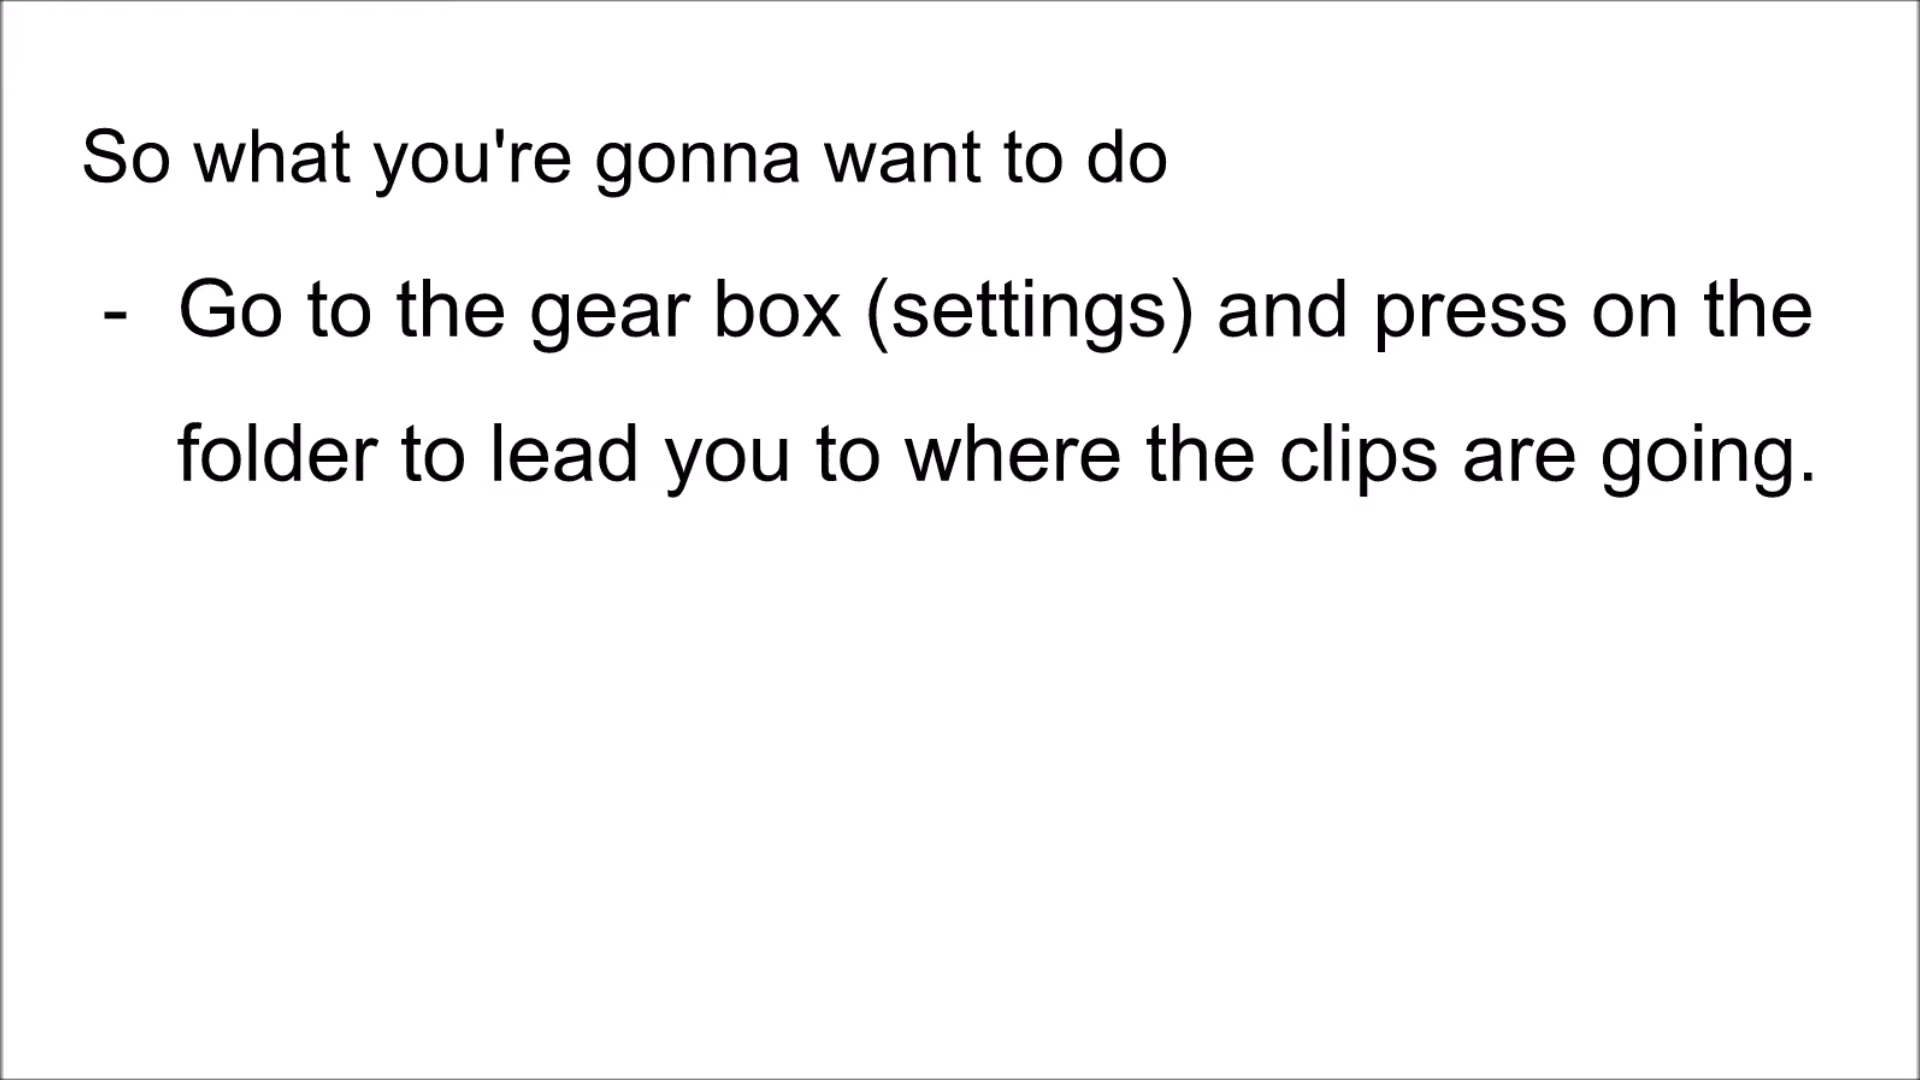 So what you're gonna want to do
- Go to the gear box (settings) and press on the
folder to lead you to where the clips are going.